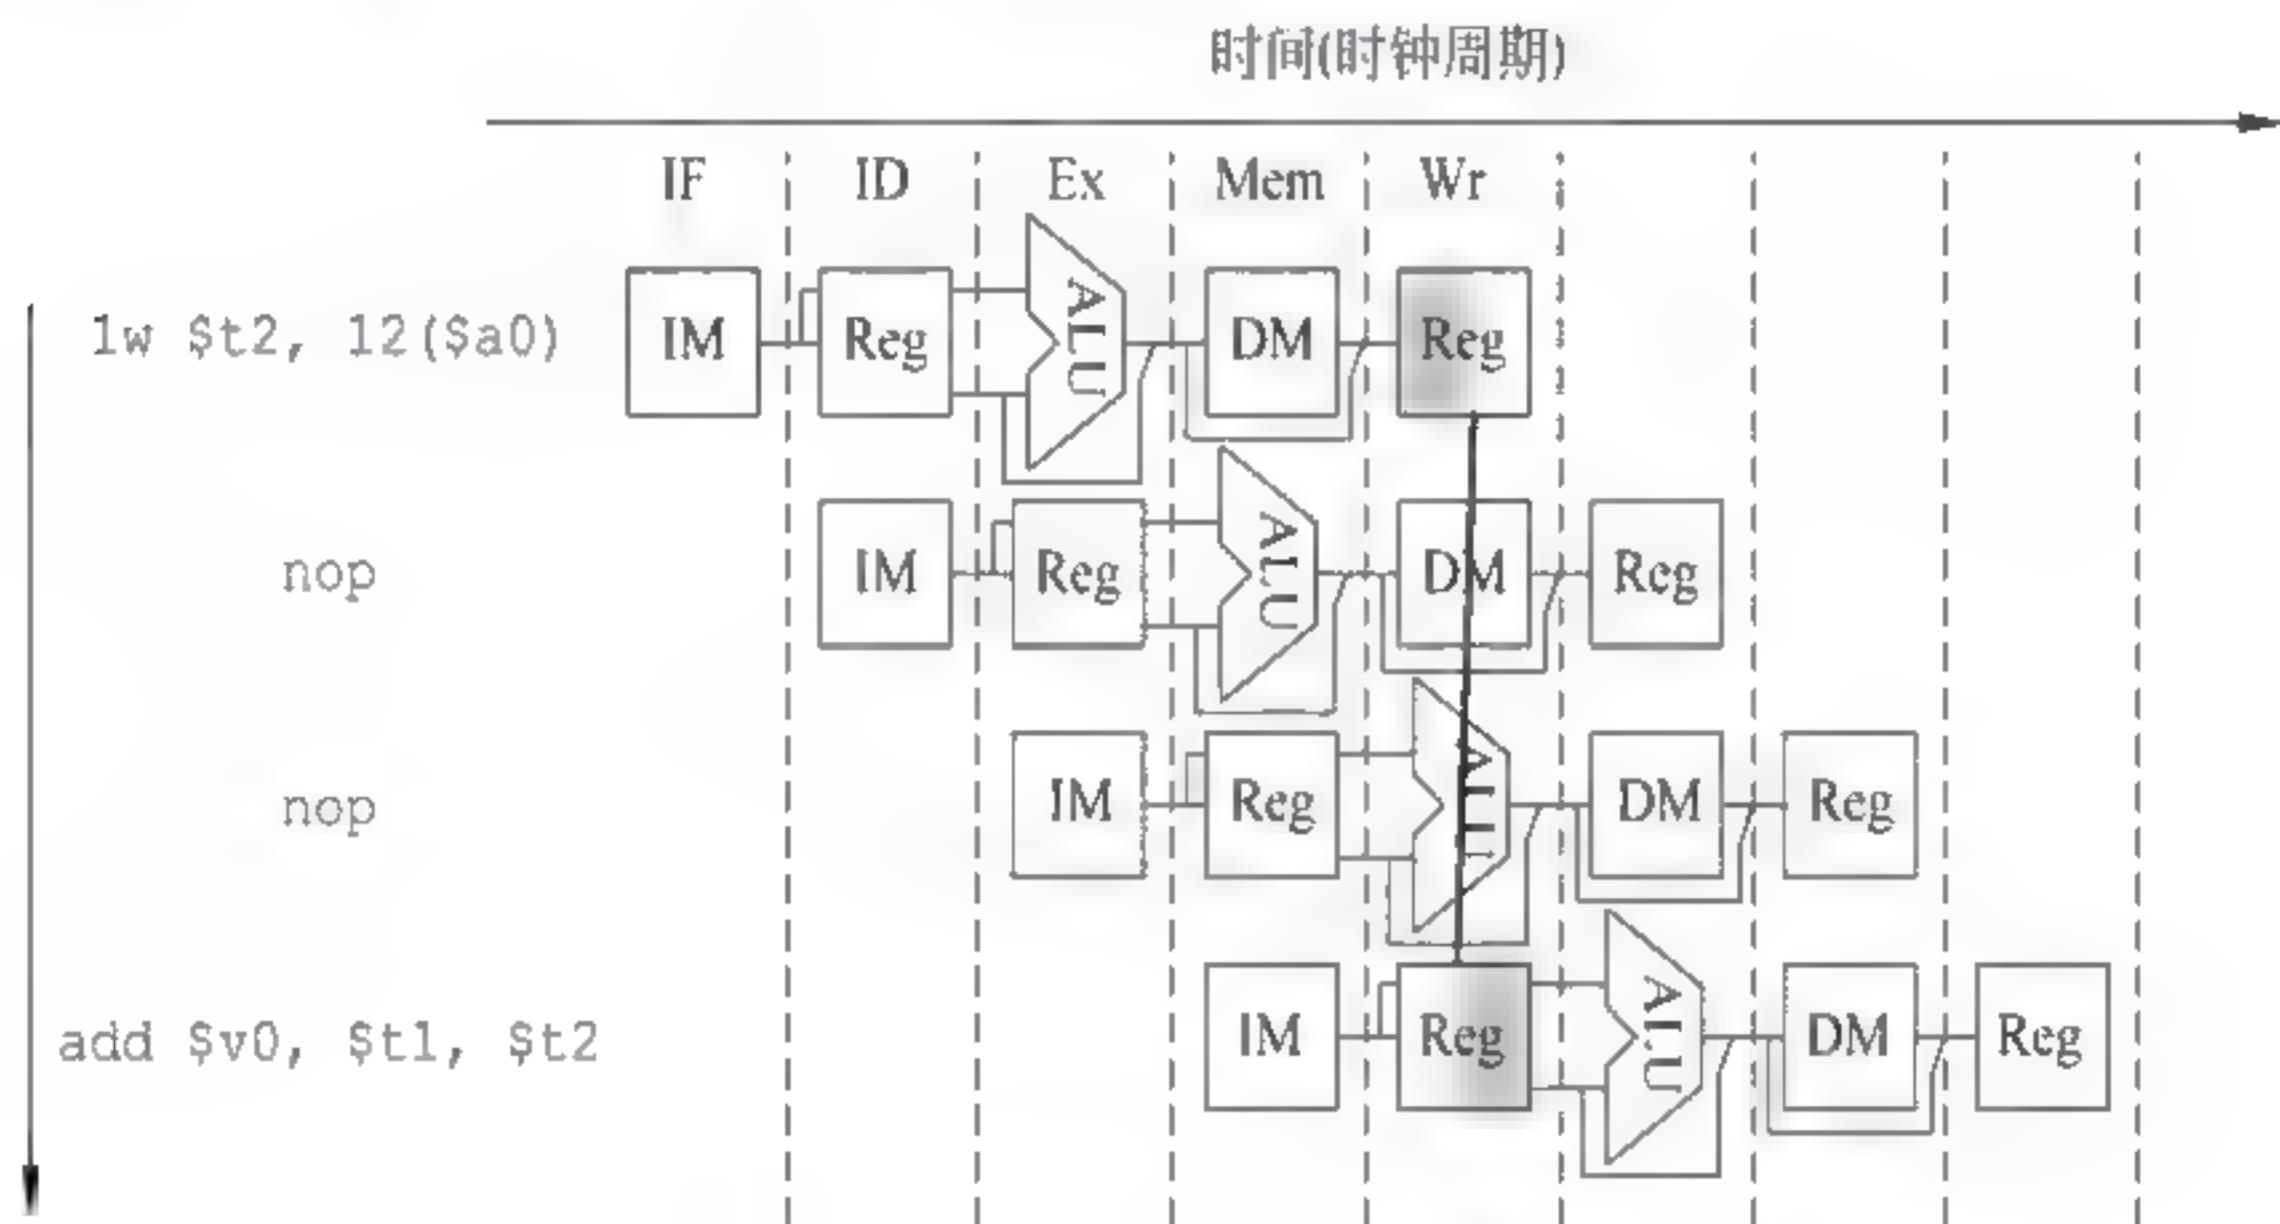 时间(时钟周期)
IF ID Ex Mem Wr
lw $t2, 12($a0) IM Reg ALU DM Reg
nop IM Reg ALU DM Reg
nop IM Reg ALU DM Reg
add $v0, $t1, $t2 IM Reg ALU DM Reg